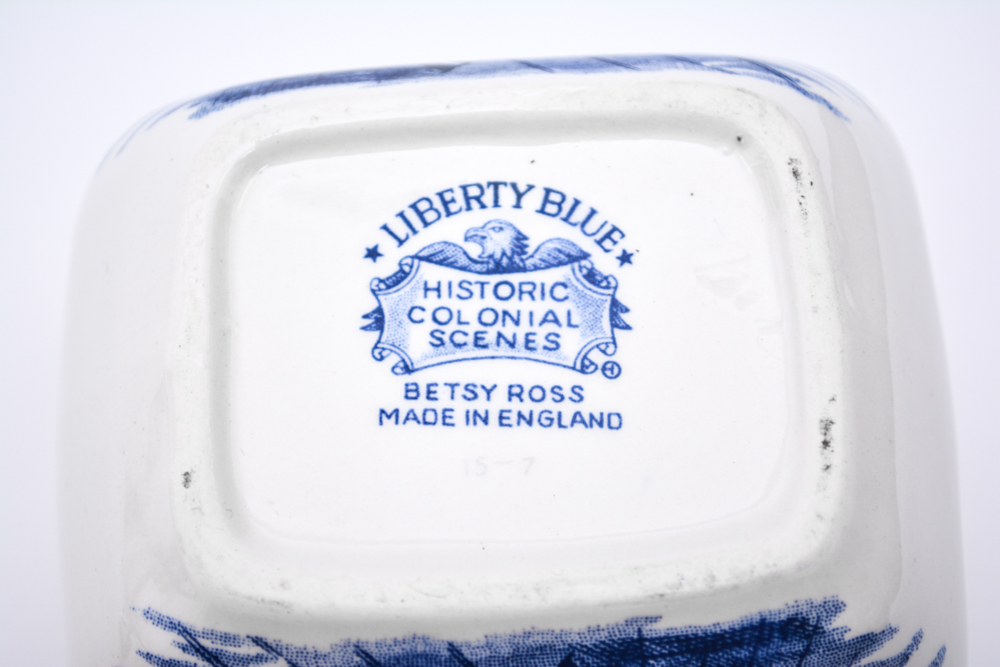 ★ LIBERTY BLUE ★
HISTORIC
COLONIAL
SCENES
BETSY ROSS
MADE IN ENGLAND
15-7